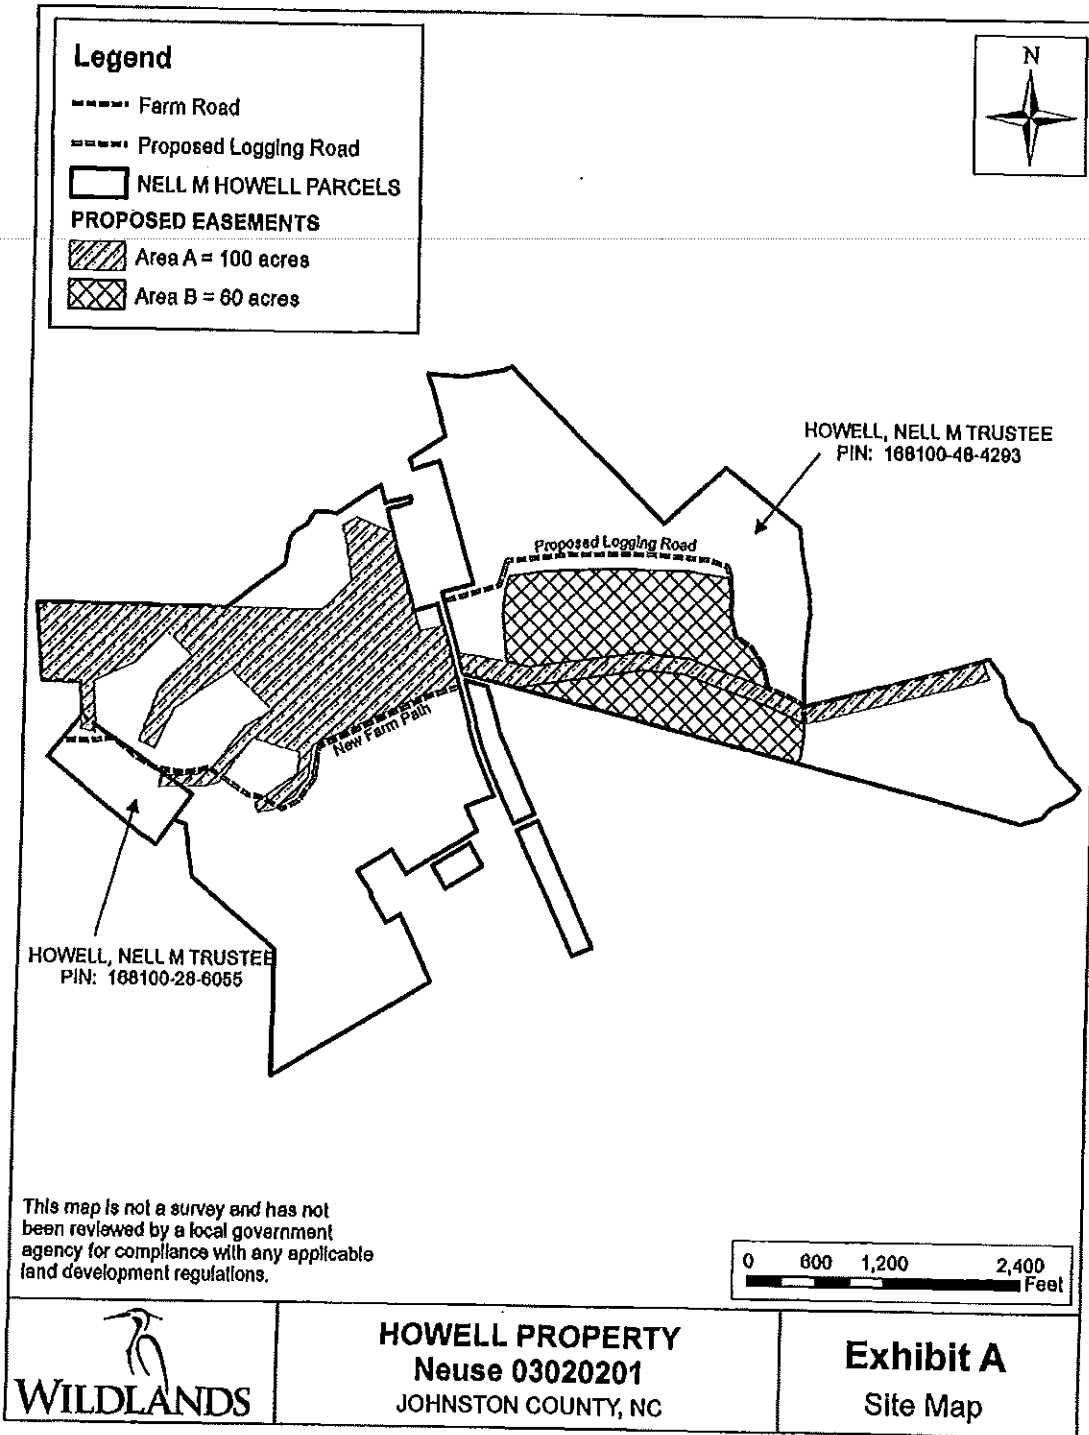 Legend
Farm Road
Proposed Logging Road
NELL M HOWELL PARCELS
PROPOSED EASEMENTS
Area A = 100 acres
Area B = 60 acres
N
HOWELL, NELL M TRUSTEE
PIN: 168100-48-4293
Proposed Logging Road
New Farm Path
HOWELL, NELL M TRUSTEE
PIN: 168100-28-6055
This map is not a survey and has not
been reviewed by a local government
agency for compliance with any applicable
land development regulations.
0 600 1,200 2,400
Feet
WILDLANDS
HOWELL PROPERTY
Neuse 03020201
JOHNSTON COUNTY, NC
Exhibit A
Site Map